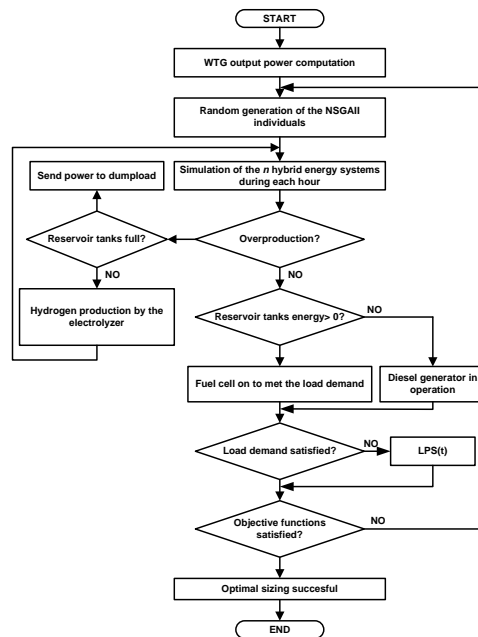 START
WTG output power computation
Random generation of the NSGAII
individuals
Simulation of the n hybrid energy systems
during each hour
Send power to dumpload
Reservoir tanks full?
Overproduction?
NO
NO
Hydrogen production by the
electrolyzer
Reservoir tanks energy> 0?
NO
Fuel cell on to met the load demand
Diesel generator in
operation
Load demand satisfied?
NO
LPS(t)
Objective functions
satisfied?
NO
Optimal sizing succesful
END